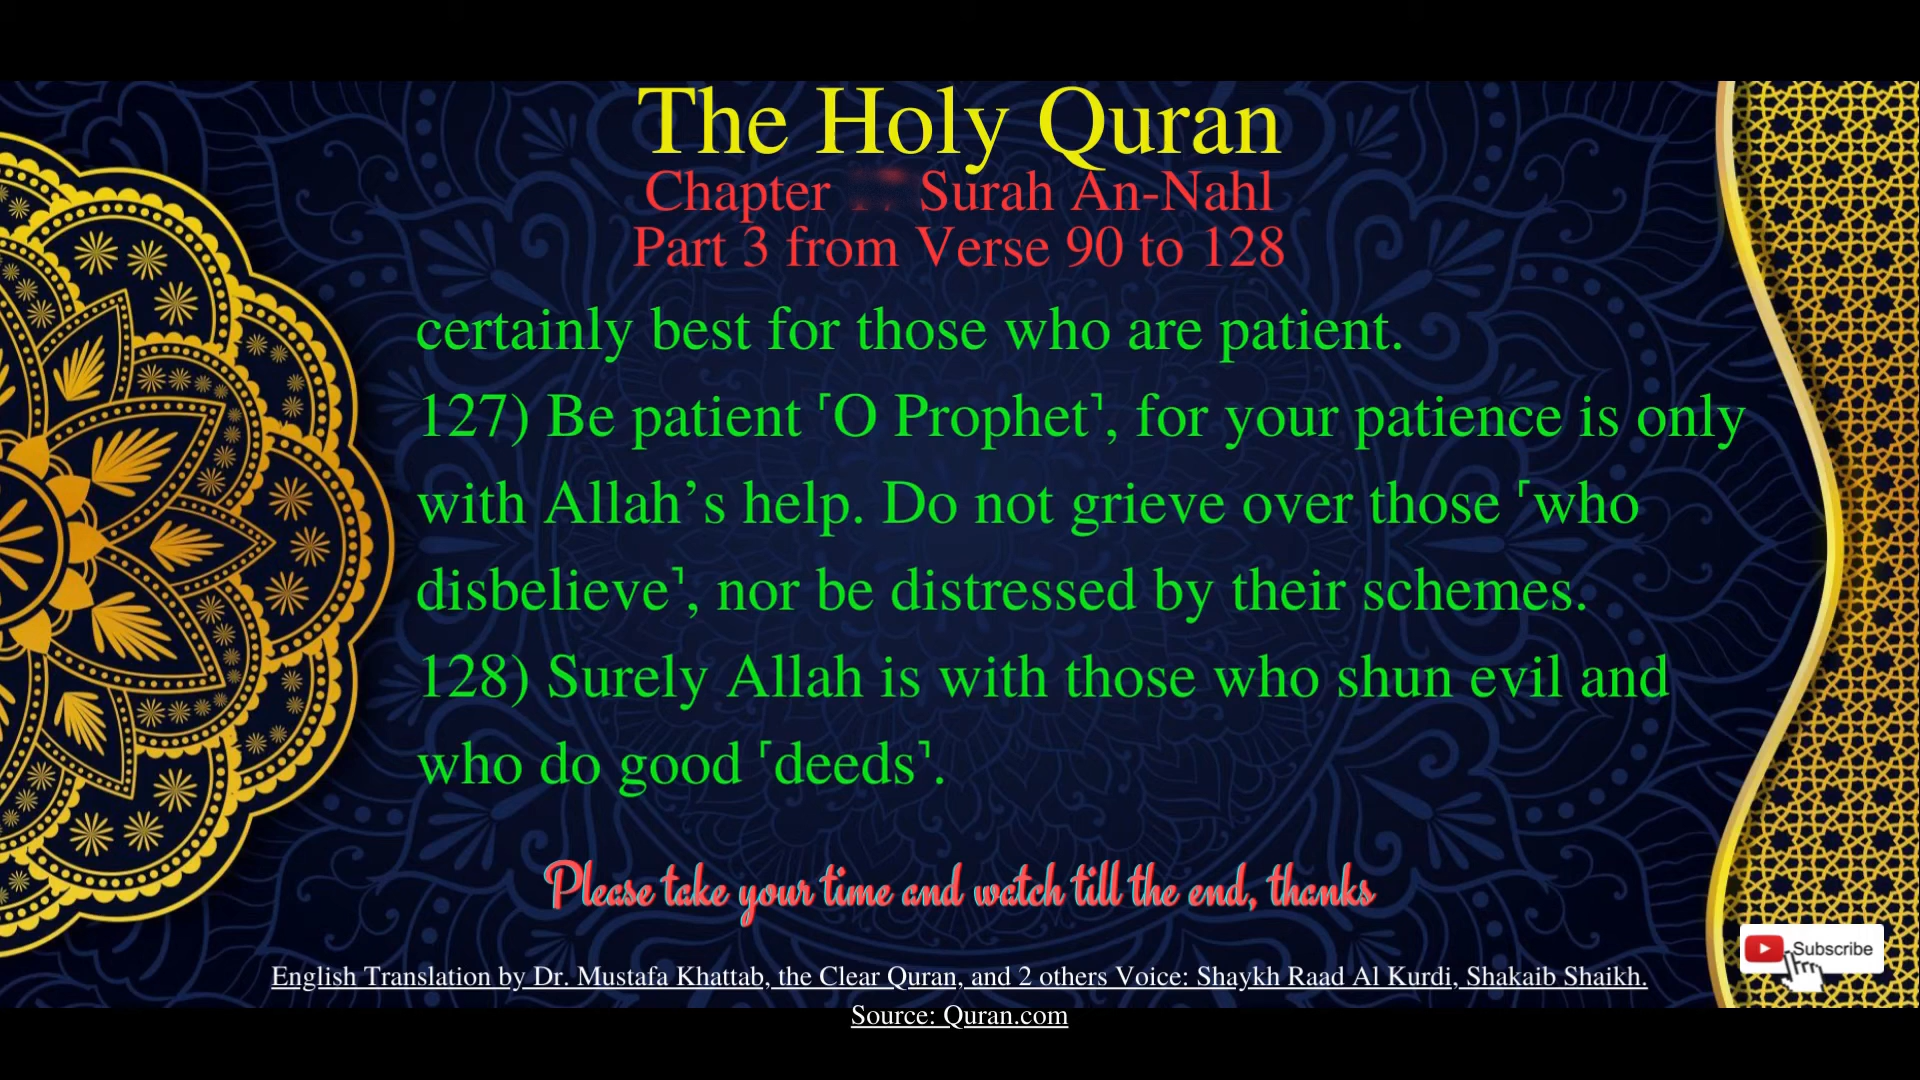 The Holy Quran
Chapter Surah An-Nahl
Part 3 from Verse 90 to 128
certainly best for those who are patient.
127) Be patient ˹O Prophet˺, for your patience is only
with Allah’s help. Do not grieve over those ˹who
disbelieve˺, nor be distressed by their schemes.
128) Surely Allah is with those who shun evil and
who do good ˹deeds˺.
Please take your time and watch till the end, thanks
Subscribe
English Translation by Dr. Mustafa Khattab, the Clear Quran, and 2 others Voice: Shaykh Raad Al Kurdi, Shakaib Shaikh.
Source: Quran.com